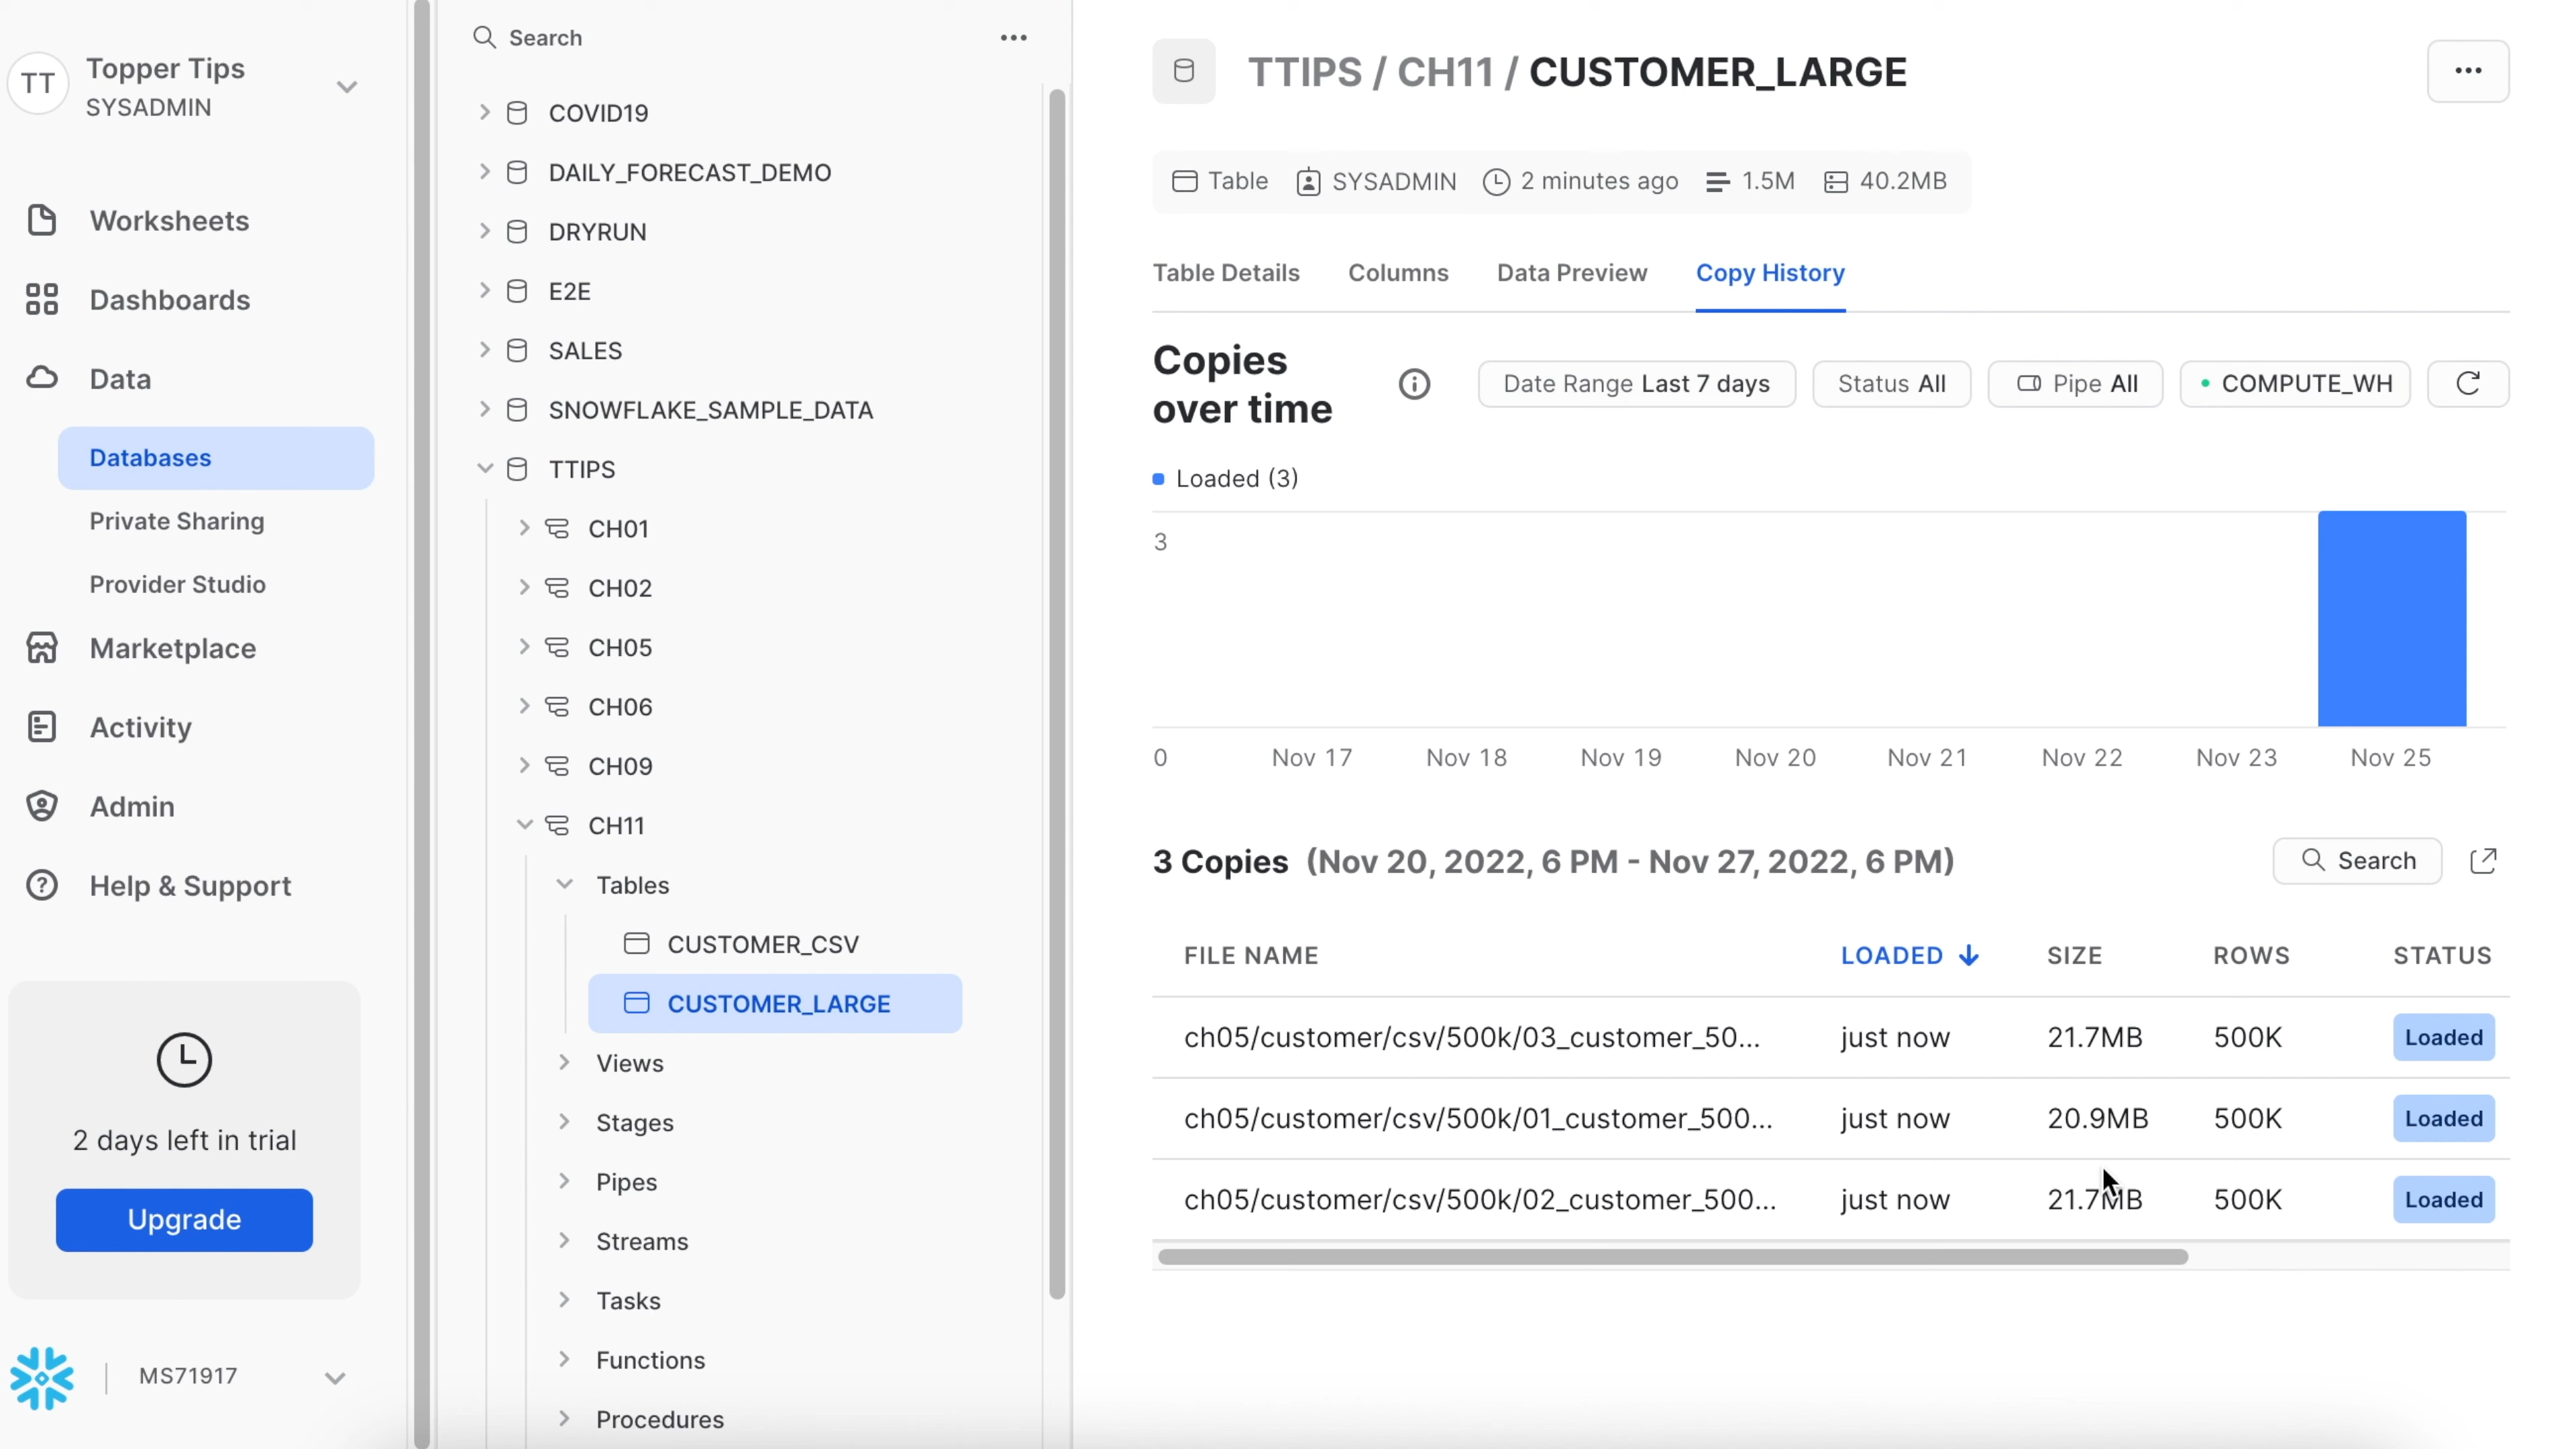 TT
Topper Tips
SYSADMIN
Worksheets
Dashboards
Data
Databases
Private Sharing
Provider Studio
Marketplace
Activity
Admin
Help & Support
2 days left in trial
Upgrade
MS71917
Search
COVID19
DAILY_FORECAST_DEMO
DRYRUN
E2E
SALES
SNOWFLAKE_SAMPLE_DATA
TTIPS
CH01
CH02
CH05
CH06
CH09
CH11
Tables
CUSTOMER_CSV
CUSTOMER_LARGE
Views
Stages
Pipes
Streams
Tasks
Functions
Procedures
TTIPS / CH11 / CUSTOMER_LARGE
Table SYSADMIN 2 minutes ago 1.5M 40.2MB
Table Details Columns Data Preview Copy History
Copies
over time
Date Range Last 7 days Status All Pipe All COMPUTE_WH
Loaded (3)
3
0 Nov 17 Nov 18 Nov 19 Nov 20 Nov 21 Nov 22 Nov 23 Nov 25
3 Copies (Nov 20, 2022, 6 PM - Nov 27, 2022, 6 PM)
Search
FILE NAME LOADED SIZE ROWS STATUS
ch05/customer/csv/500k/03_customer_50... just now 21.7MB 500K Loaded
ch05/customer/csv/500k/01_customer_500... just now 20.9MB 500K Loaded
ch05/customer/csv/500k/02_customer_500... just now 21.7MB 500K Loaded